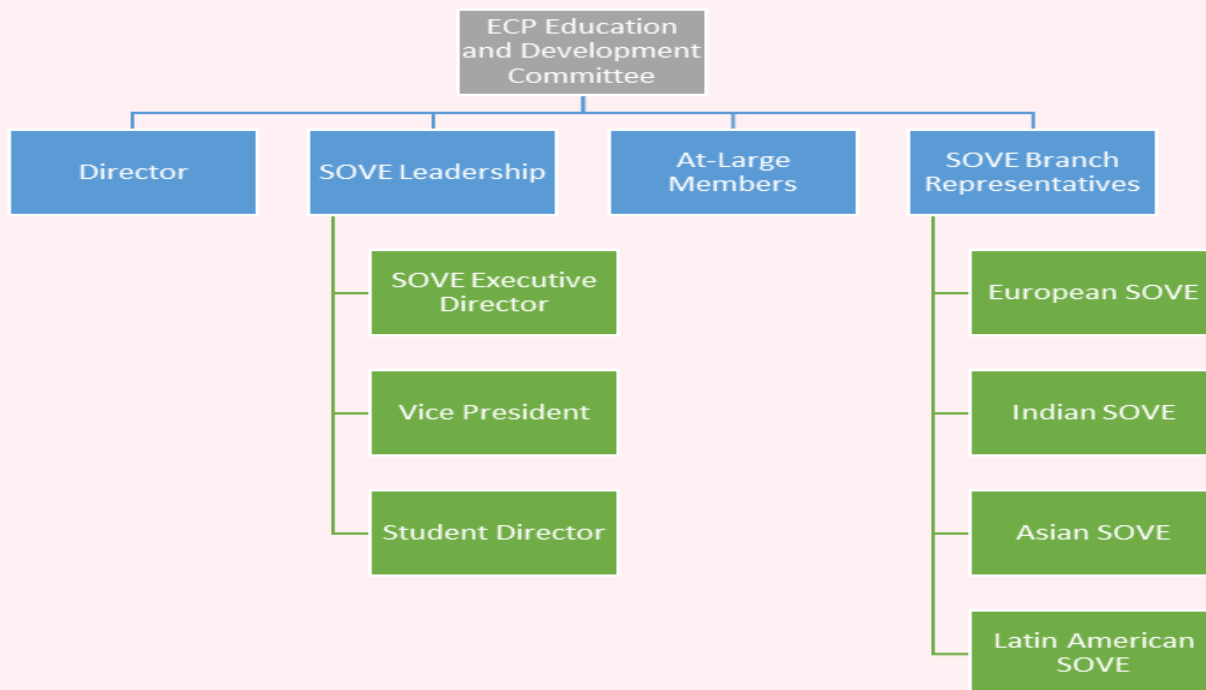 ECP Education
and Development
Committee
Director
SOVE Leadership
At-Large
Members
SOVE Branch
Representatives
SOVE Executive
Director
Vice President
Student Director
European SOVE
Indian SOVE
Asian SOVE
Latin American
SOVE